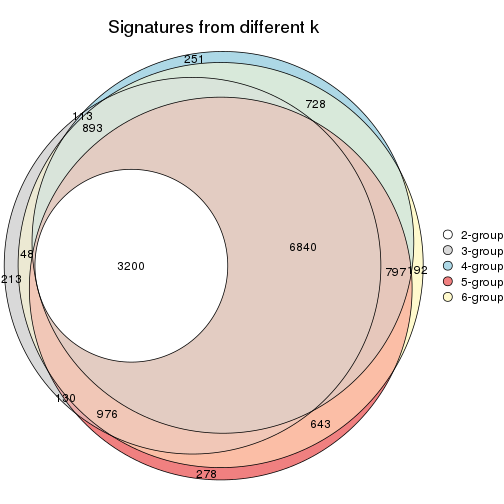 Signatures from different k
251
728
113
893
3200
6840
48
213
797
192
130
976
643
278
2-group
3-group
4-group
5-group
6-group